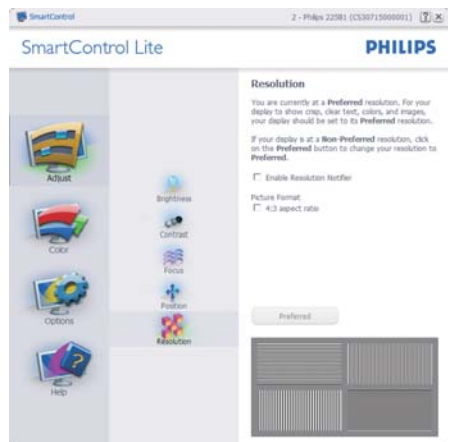 SmartControl
2 - Philips 225B1 (CS30715000001)
SmartControl Lite
PHILIPS
Adjust
Color
Options
Help
Brightness
Contrast
Focus
Position
Resolution
Resolution
You are currently at a Preferred resolution. For your
display to show crisp, clear text, colors, and images,
your display should be set to its Preferred resolution.
If your display is at a Non-Preferred resolution, click
on the Preferred button to change your resolution to
Preferred.
Enable Resolution Notifier
Picture Format
4:3 aspect ratio
Preferred